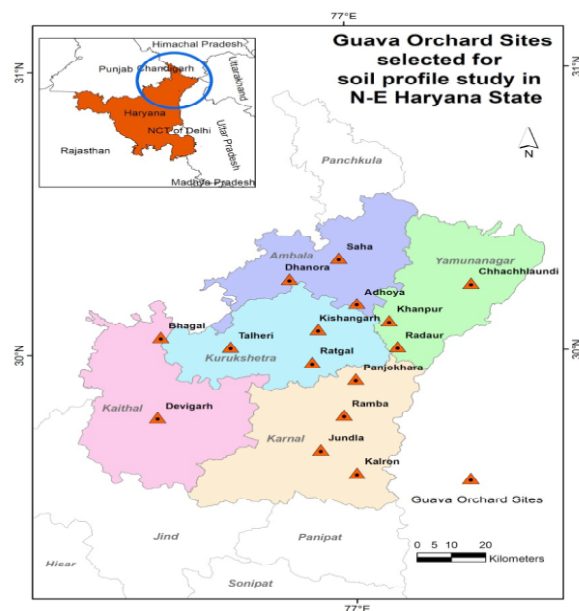 77°E
Guava Orchard Sites
selected for
soil profile study in
N-E Haryana State
31°N
31°N
Himachal Pradesh
Punjab Chandigarh
Uttarakhand
Haryana
NCT of Delhi
Uttar Pradesh
Rajasthan
Madhya Pradesh
N
Panchkula
Saha
Ambala
Yamunanagar
Dhanora
Chhachhlaundi
Adhoya
Khanpur
Kishangarh
Bhagal
Talheri
Radaur
30°N
30°N
Kurukshetra
Ratgal
Panjokhara
Kaithal
Devigarh
Ramba
Karnal
Jundla
Kalron
Guava Orchard Sites
Jind
Panipat
0 5 10 20
Kilometers
Hisar
Sonipat
77°E